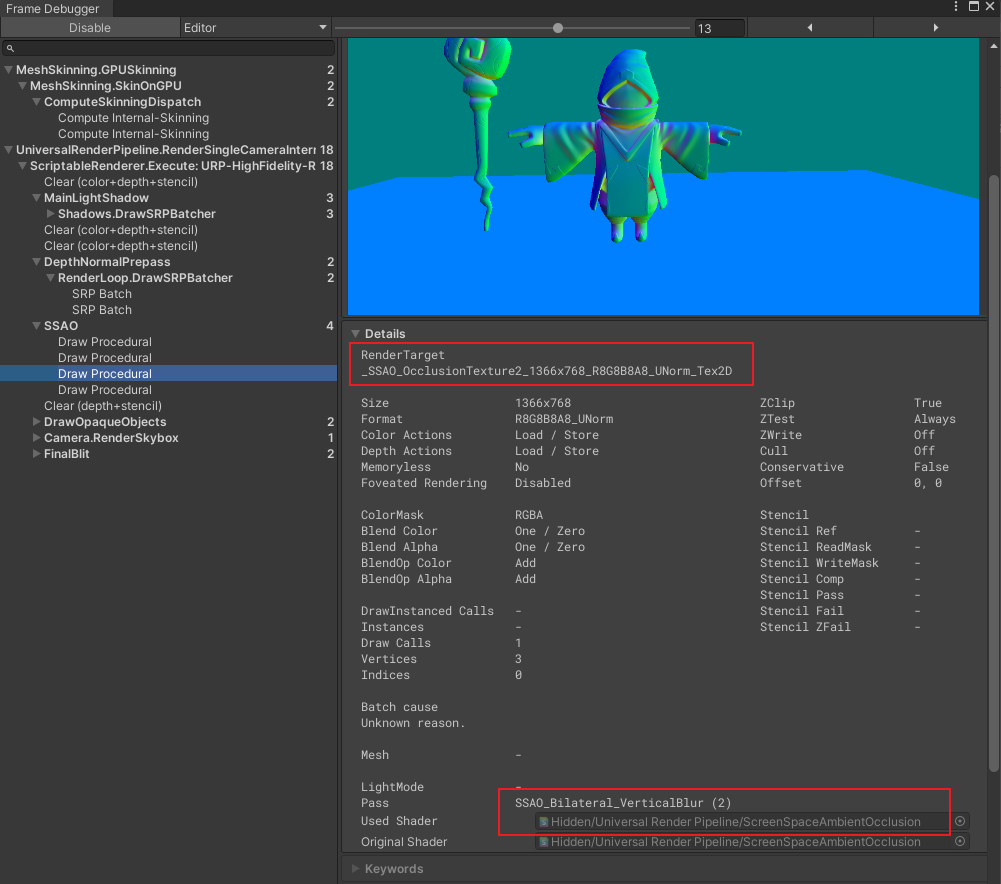 Frame Debugger
Disable Editor 13
MeshSkinning.GPUSkinning 2
MeshSkinning.SkinOnGPU 2
ComputeSkinningDispatch 2
Compute Internal-Skinning
Compute Internal-Skinning
UniversalRenderPipeline.RenderSingleCameraInterr 18
ScriptableRenderer.Execute: URP-HighFidelity-R 18
Clear (color+depth+stencil)
MainLightShadow 3
Shadows.DrawSRPBatcher 3
Clear (color+depth+stencil)
Clear (color+depth+stencil)
DepthNormalPrepass 2
RenderLoop.DrawSRPBatcher 2
SRP Batch
SRP Batch
SSAO 4
Draw Procedural
Draw Procedural
Draw Procedural
Draw Procedural
Clear (depth+stencil)
DrawOpaqueObjects 2
Camera.RenderSkybox 1
FinalBlit 2
Details
RenderTarget
_SSAO_OcclusionTexture2_1366x768_R8G8B8A8_UNorm_Tex2D
Size 1366x768 ZClip True
Format R8G8B8A8_UNorm ZTest Always
Color Actions Load / Store ZWrite Off
Depth Actions Load / Store Cull Off
Memoryless No Conservative False
Foveated Rendering Disabled Offset 0, 0
ColorMask RGBA Stencil
Blend Color One / Zero Stencil Ref -
Blend Alpha One / Zero Stencil ReadMask -
BlendOp Color Add Stencil WriteMask -
BlendOp Alpha Add Stencil Comp -
Stencil Pass -
DrawInstanced Calls - Stencil Fail -
Instances - Stencil ZFail -
Draw Calls 1
Vertices 3
Indices 0
Batch cause
Unknown reason.
Mesh -
LightMode -
Pass SSAO_Bilateral_VerticalBlur (2)
Used Shader Hidden/Universal Render Pipeline/ScreenSpaceAmbientOcclusion
Original Shader Hidden/Universal Render Pipeline/ScreenSpaceAmbientOcclusion
Keywords